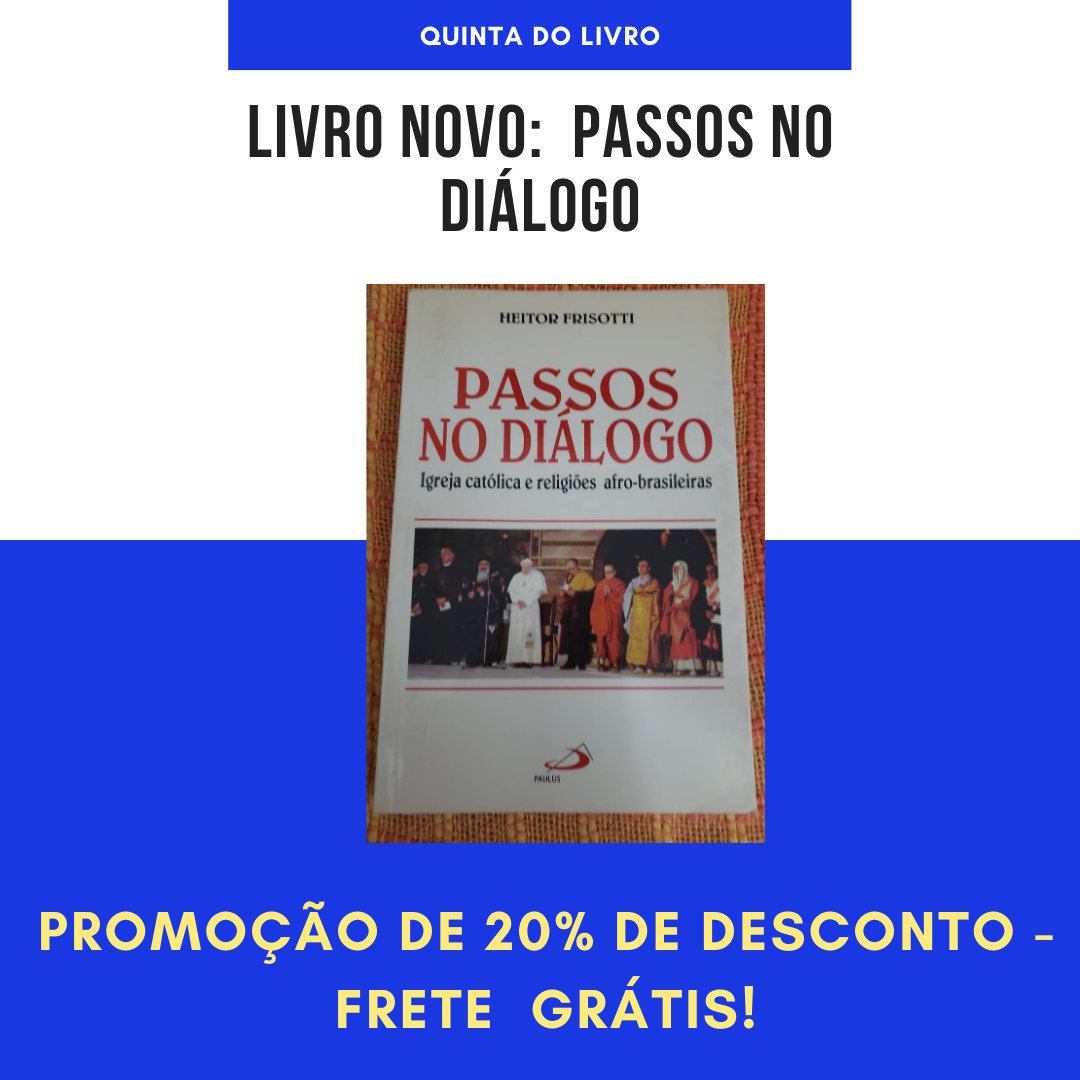 QUINTA DO LIVRO
LIVRO NOVO: PASSOS NO
DIÁLOGO
HEITOR FRISOTTI
PASSOS
NO DIÁLOGO
Igreja católica e religiões afro-brasileiras
PAULUS
PROMOÇÃO DE 20% DE DESCONTO -
FRETE GRÁTIS!